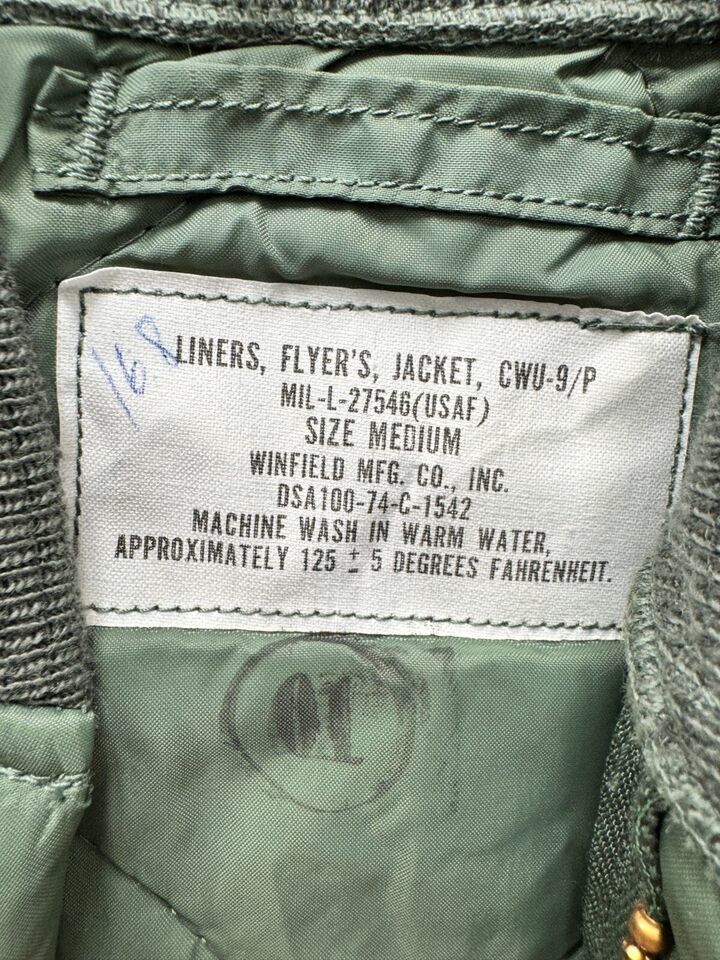 168
LINERS, FLYER'S, JACKET, CWU-9/P
MIL-L-27546(USAF)
SIZE MEDIUM
WINFIELD MFG. CO., INC.
DSA100-74-C-1542
MACHINE WASH IN WARM WATER,
APPROXIMATELY 125 ± 5 DEGREES FAHRENHEIT.